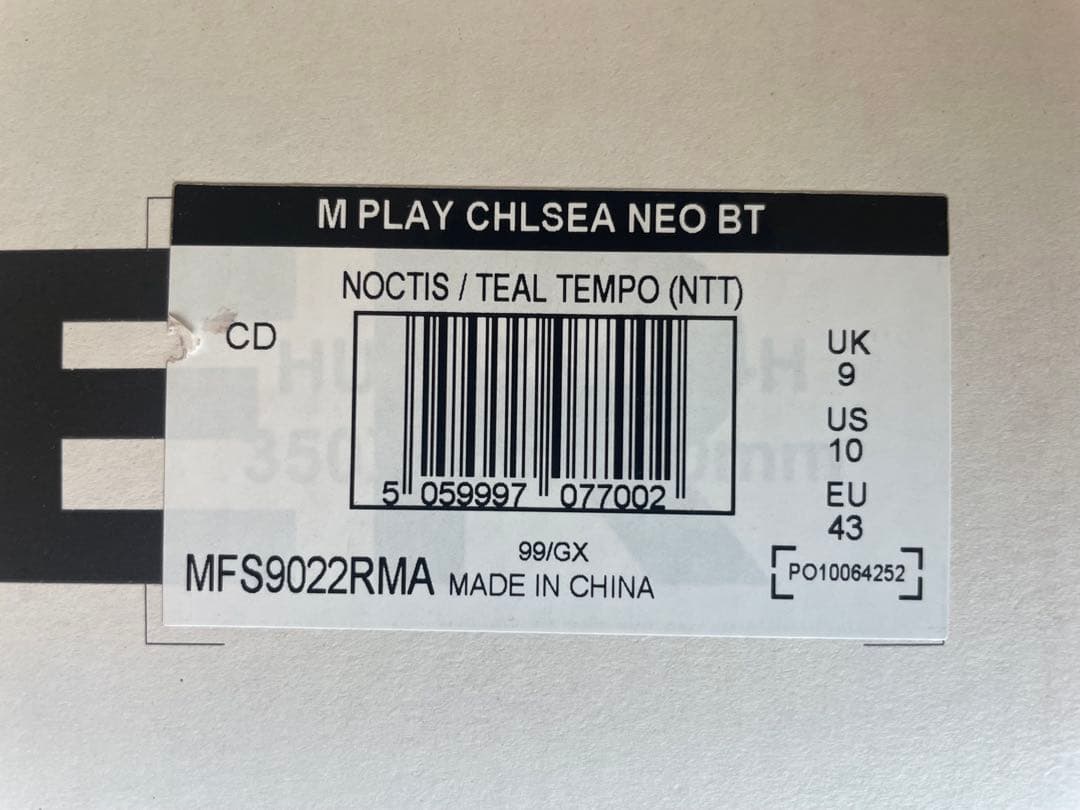 M PLAY CHLSEA NEO BT
NOCTIS / TEAL TEMPO (NTT)
CD
UK
9
US
10
EU
43
5 059997 077002
99/GX
MFS9022RMA MADE IN CHINA
PO10064252